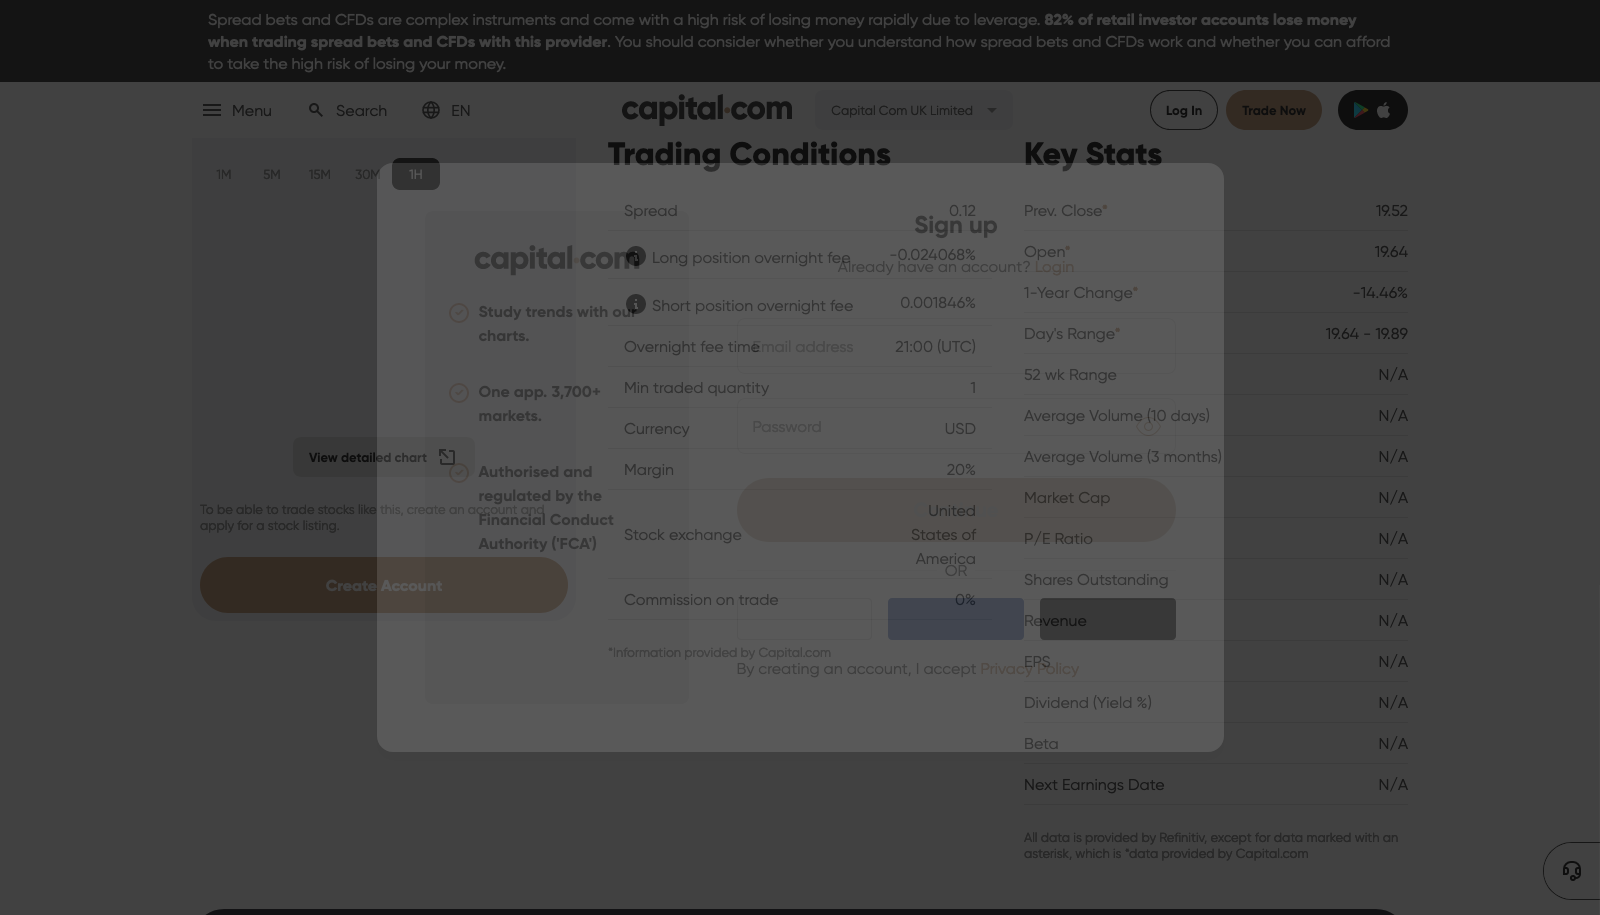 Spread bets and CFDs are complex instruments and come with a high risk of losing money rapidly due to leverage. 82% of retail investor accounts lose money
when trading spread bets and CFDs with this provider. You should consider whether you understand how spread bets and CFDs work and whether you can afford
to take the high risk of losing your money.
Menu
Search
EN
capital.com
Capital Com UK Limited
Log In
Trade Now
1M
5M
15M
30M
1H
View detailed chart
To be able to trade stocks like this, create an account and
apply for a stock listing.
Create Account
Trading Conditions
Spread 0.12
Long position overnight fee -0.024068%
Short position overnight fee 0.001846%
Overnight fee time 21:00 (UTC)
Min traded quantity 1
Currency USD
Margin 20%
Stock exchange United
States of
America
Commission on trade 0%
*Information provided by Capital.com
Key Stats
Prev. Close* 19.52
Open* 19.64
1-Year Change* -14.46%
Day's Range* 19.64 - 19.89
52 wk Range N/A
Average Volume (10 days) N/A
Average Volume (3 months) N/A
Market Cap N/A
P/E Ratio N/A
Shares Outstanding N/A
Revenue N/A
EPS N/A
Dividend (Yield %) N/A
Beta N/A
Next Earnings Date N/A
All data is provided by Refinitiv, except for data marked with an
asterisk, which is *data provided by Capital.com
capital.com
Study trends with our
charts.
One app. 3,700+
markets.
Authorised and
regulated by the
Financial Conduct
Authority ('FCA')
Sign up
Already have an account? Login
Email address
Password
OR
By creating an account, I accept Privacy Policy